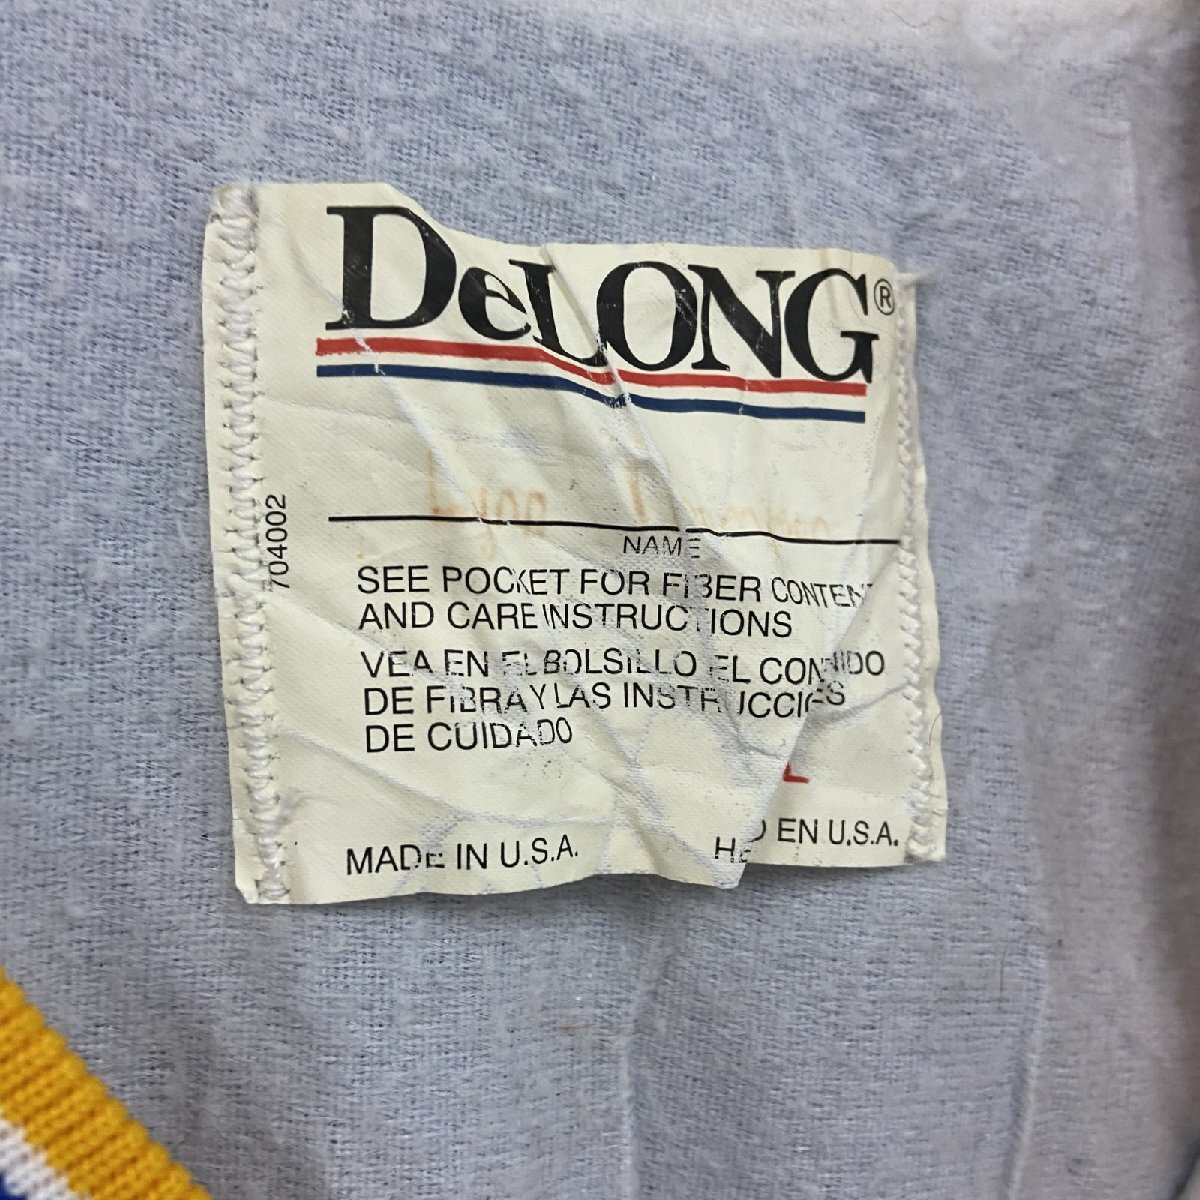 DeLONG®
704002
NAME
SEE POCKET FOR FIBER CONTENT
AND CARE INSTRUCTIONS
VEA EN EL BOLSILLO EL CONTENIDO
DE FIBRA Y LAS INSTRUCCIONES
DE CUIDADO
L
MADE IN U.S.A.
HECHO EN U.S.A.